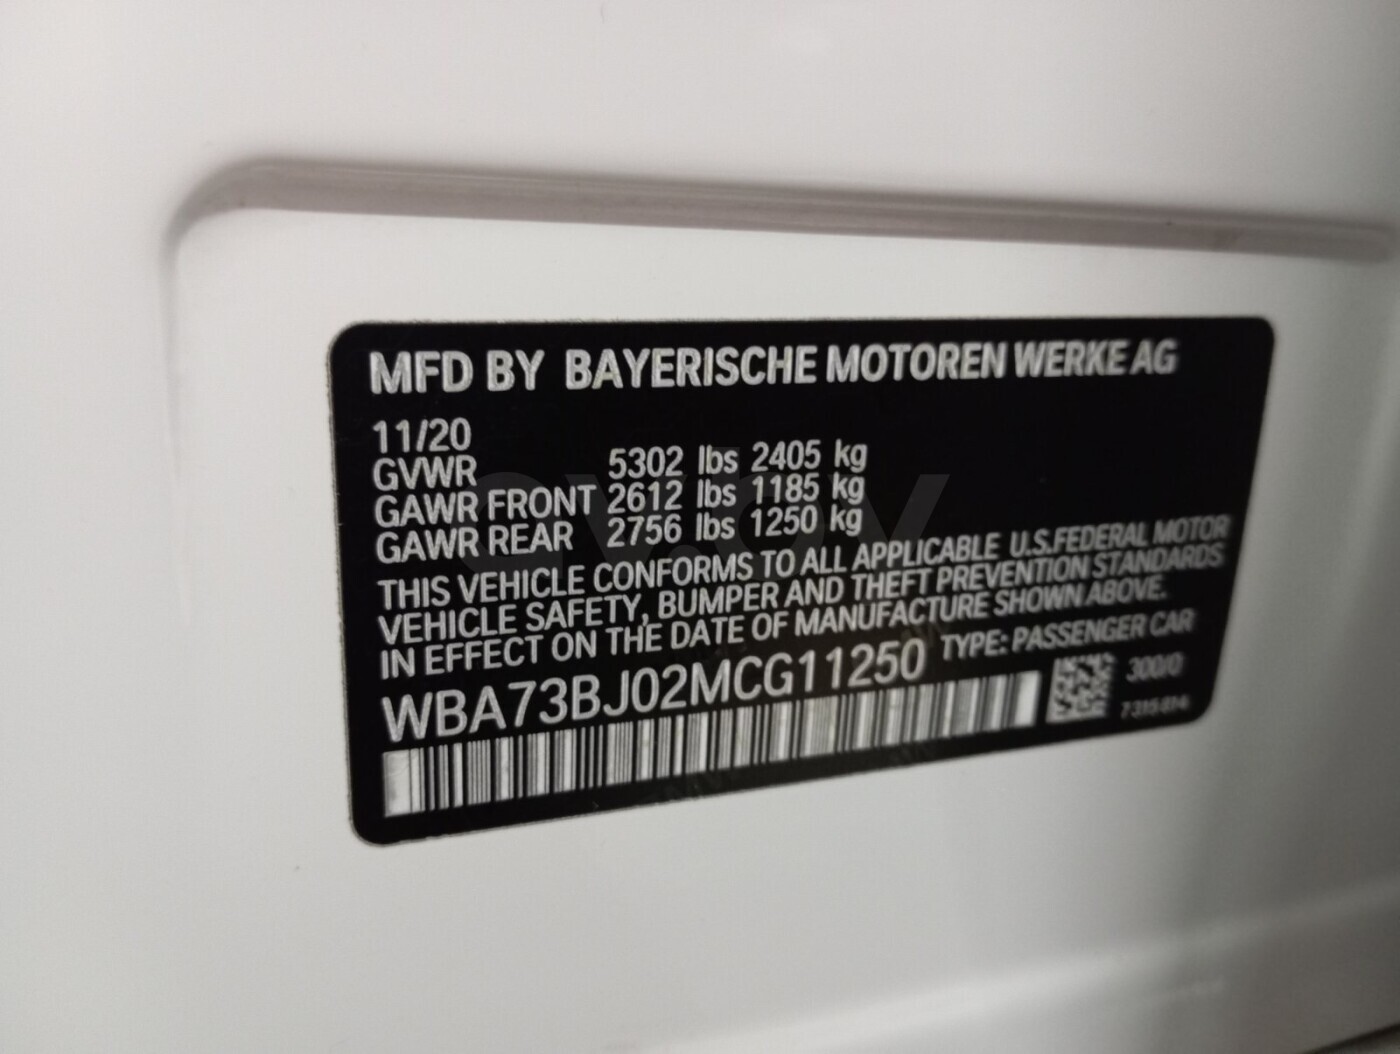 MFD BY BAYERISCHE MOTOREN WERKE AG
11/20
GVWR 5302 lbs 2405 kg
GAWR FRONT 2612 lbs 1185 kg
GAWR REAR 2756 lbs 1250 kg
THIS VEHICLE CONFORMS TO ALL APPLICABLE U.S.FEDERAL MOTOR
VEHICLE SAFETY, BUMPER AND THEFT PREVENTION STANDARDS
IN EFFECT ON THE DATE OF MANUFACTURE SHOWN ABOVE.
WBA73BJ02MCG11250 TYPE: PASSENGER CAR
300/0
av.by